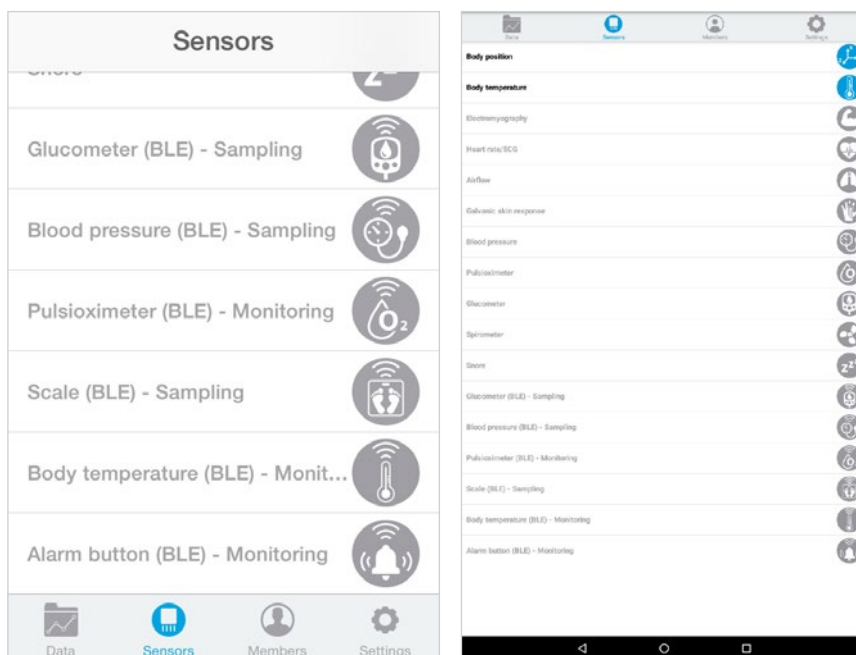 Sensors
Snore
Glucometer (BLE) - Sampling
Blood pressure (BLE) - Sampling
Pulsioximeter (BLE) - Monitoring
O2
Scale (BLE) - Sampling
Body temperature (BLE) - Monit...
Alarm button (BLE) - Monitoring
Data Sensors Members Settings
Data Sensors Members Settings
Body position
Body temperature
Electromyography
Heart rate/ECG
Airflow
Galvanic skin response
Blood pressure
Pulsioximeter
Glucometer
Spirometer
Snore
Glucometer (BLE) - Sampling
Blood pressure (BLE) - Sampling
Pulsioximeter (BLE) - Monitoring
Scale (BLE) - Sampling
Body temperature (BLE) - Monitoring
Alarm button (BLE) - Monitoring